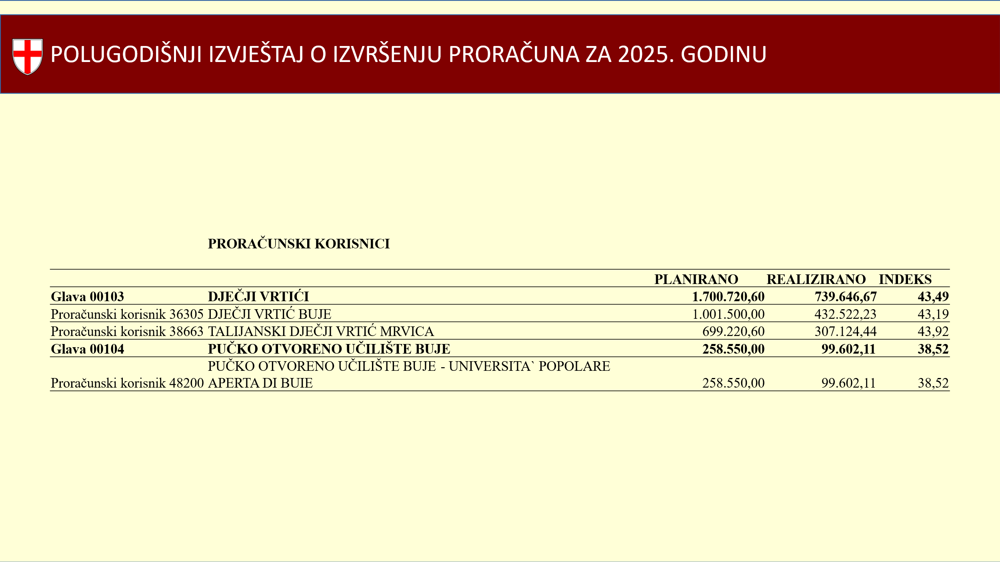 POLUGODIŠNJI IZVJEŠTAJ O IZVRŠENJU PRORAČUNA ZA 2025. GODINU
PRORAČUNSKI KORISNICI
PLANIRANO REALIZIRANO INDEKS
Glava 00103 DJEČJI VRTIĆI 1.700.720,60 739.646,67 43,49
Proračunski korisnik 36305 DJEČJI VRTIĆ BUJE 1.001.500,00 432.522,23 43,19
Proračunski korisnik 38663 TALIJANSKI DJEČJI VRTIĆ MRVICA 699.220,60 307.124,44 43,92
Glava 00104 PUČKO OTVORENO UČILIŠTE BUJE 258.550,00 99.602,11 38,52
PUČKO OTVORENO UČILIŠTE BUJE - UNIVERSITA` POPOLARE
Proračunski korisnik 48200 APERTA DI BUIE 258.550,00 99.602,11 38,52